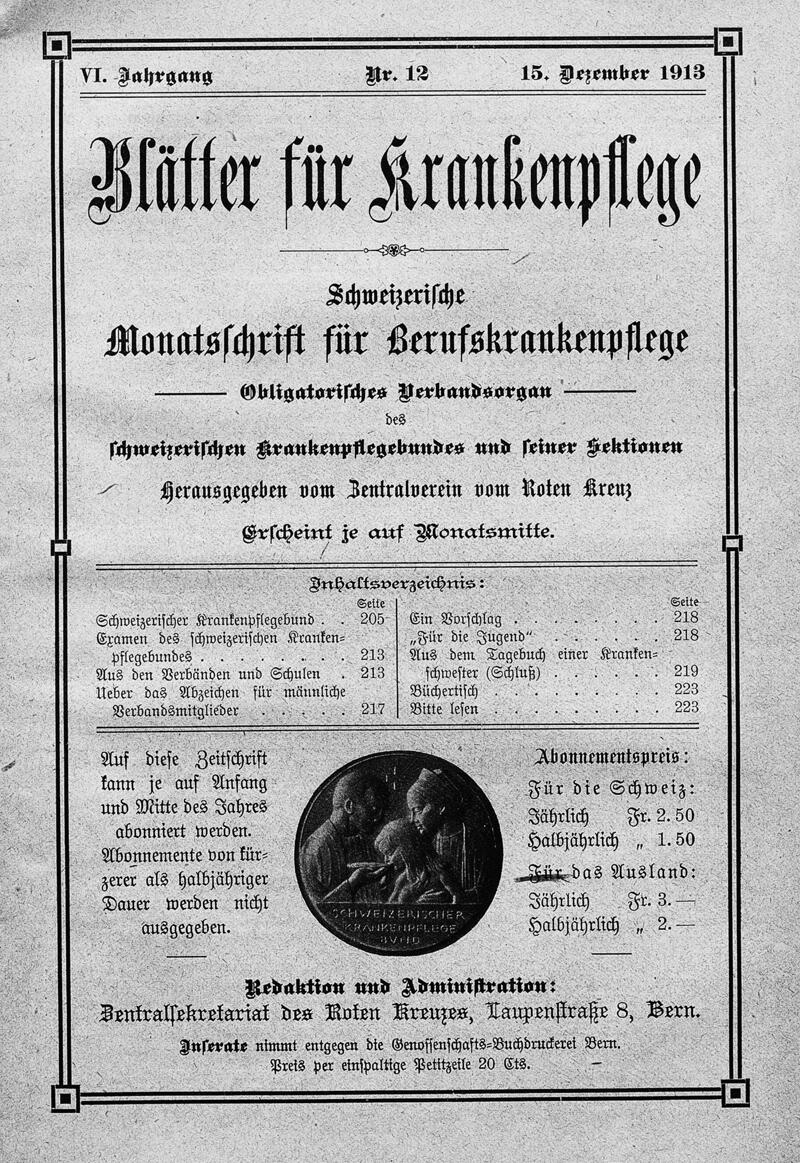 VI. Jahrgang Nr. 12 15. Dezember 1913
Blätter für Krankenpflege
Schweizerische
Monatsschrift für Berufskrankenpflege
Obligatorisches Verbandsorgan
des
schweizerischen Krankenpflegebundes und seiner Sektionen
Herausgegeben vom Zentralverein vom Roten Kreuz
Erscheint je auf Monatsmitte.
Inhaltsverzeichnis:
Seite
Schweizerischer Krankenpflegebund . . 205
Examen des schweizerischen Kranken-
pflegebundes . . . . . . . . 213
Aus den Verbänden und Schulen . 213
Ueber das Abzeichen für männliche
Verbandsmitglieder . . . . . 217
Seite
Ein Vorschlag . . . . . . . . 218
„Für die Jugend“ . . . . . . . 218
Aus dem Tagebuch einer Kranken-
schwester (Schluß) . . . . . . 219
Büchertisch . . . . . . . . . 223
Bitte lesen . . . . . . . . . 223
Auf diese Zeitschrift
kann je auf Anfang
und Mitte des Jahres
abonniert werden.
Abonnemente von kür-
zerer als halbjähriger
Dauer werden nicht
ausgegeben.
SCHWEIZERISCHER
KRANKENPFLEGE
BUND
Abonnementspreis:
Für die Schweiz:
Jährlich Fr. 2. 50
Halbjährlich „ 1. 50
Für das Ausland:
Jährlich Fr. 3. —
Halbjährlich „ 2. —
Redaktion und Administration:
Zentralsekretariat des Roten Kreuzes, Laupenstraße 8, Bern.
Inserate nimmt entgegen die Genossenschafts-Buchdruckerei Bern.
Preis per einspaltige Petitzeile 20 Cts.